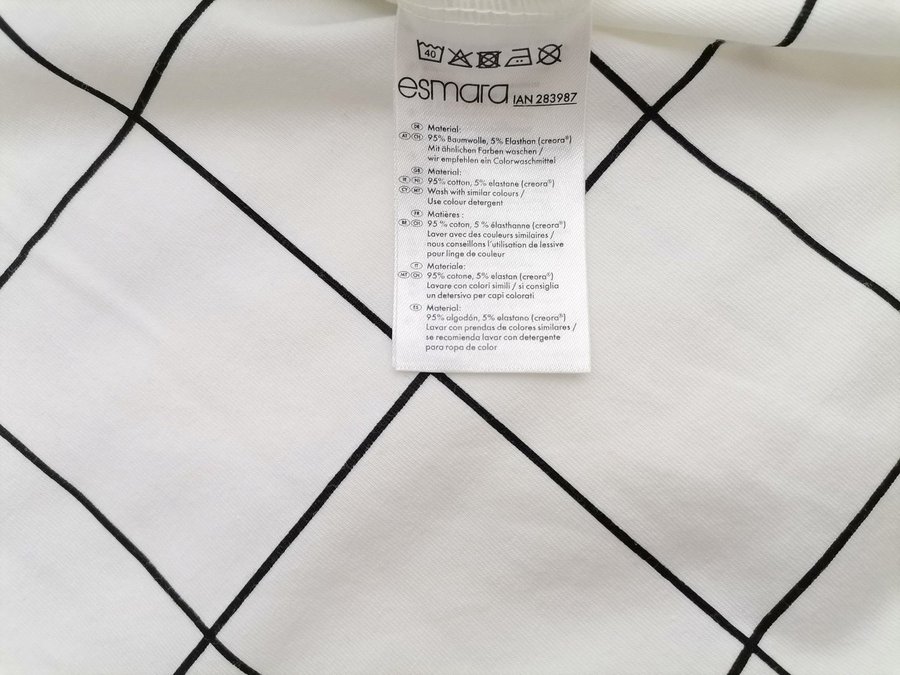 40
esmara IAN 283987
DE Material:
AT CH 95% Baumwolle, 5% Elasthan (creora®)
Mit ähnlichen Farben waschen /
wir empfehlen ein Colorwaschmittel
GB Material:
IE NI 95% cotton, 5% elastane (creora®)
CY MT Wash with similar colours /
Use colour detergent
FR Matières :
BE CH 95 % coton, 5 % élasthanne (creora®)
Laver avec des couleurs similaires /
nous conseillons l'utilisation de lessive
pour linge de couleur
IT Materiale:
MT CH 95% cotone, 5% elastan (creora®)
Lavare con colori simili / si consiglia
un detersivo per capi colorati
ES Material:
95% algodón, 5% elastano (creora®)
Lavar con prendas de colores similares /
se recomienda lavar con detergente
para ropa de color